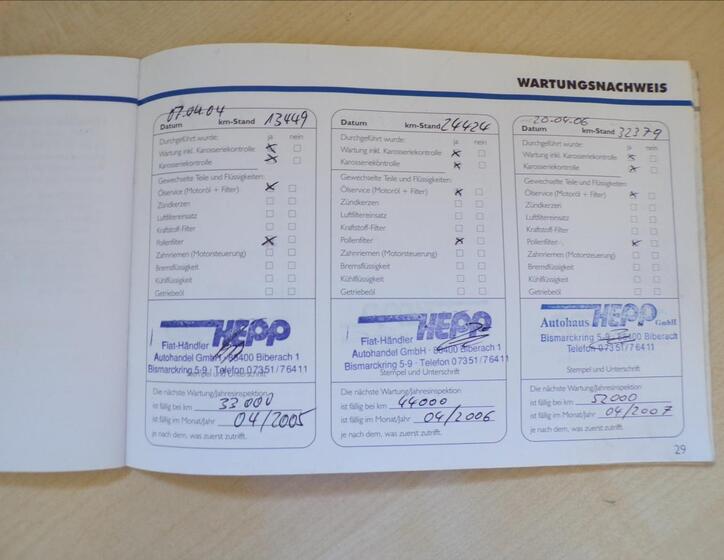 WARTUNGSNACHWEIS
07.04.04 13449
Datum km-Stand
Durchgeführt wurde: ja nein
Wartung inkl. Karosseriekontrolle
Karosseriekontrolle
Gewechselte Teile und Flüssigkeiten:
Ölservice (Motoröl + Filter)
Zündkerzen
Luftfiltereinsatz
Kraftstoff-Filter
Pollenfilter
Zahnriemen (Motorsteuerung)
Bremsflüssigkeit
Kühlflüssigkeit
Getriebeöl
HEPP
Fiat-Händler
Autohandel GmbH · 88400 Biberach 1
Bismarckring 5-9 · Telefon 07351/76411
Stempel und Unterschrift
Die nächste Wartung/Jahresinspektion
ist fällig bei km 33000
ist fällig im Monat/Jahr 04/2005
je nach dem, was zuerst zutrifft.
Datum km-Stand 24424
Durchgeführt wurde: ja nein
Wartung inkl. Karosseriekontrolle
Karosseriekontrolle
Gewechselte Teile und Flüssigkeiten:
Ölservice (Motoröl + Filter)
Zündkerzen
Luftfiltereinsatz
Kraftstoff-Filter
Pollenfilter
Zahnriemen (Motorsteuerung)
Bremsflüssigkeit
Kühlflüssigkeit
Getriebeöl
HEPP
Fiat-Händler
Autohandel GmbH · 88400 Biberach 1
Bismarckring 5-9 · Telefon 07351/76411
Stempel und Unterschrift
Die nächste Wartung/Jahresinspektion
ist fällig bei km 44000
ist fällig im Monat/Jahr 04/2006
je nach dem, was zuerst zutrifft.
20.04.06
Datum km-Stand 32379
Durchgeführt wurde: ja nein
Wartung inkl. Karosseriekontrolle
Karosseriekontrolle
Gewechselte Teile und Flüssigkeiten:
Ölservice (Motoröl + Filter)
Zündkerzen
Luftfiltereinsatz
Kraftstoff-Filter
Pollenfilter
Zahnriemen (Motorsteuerung)
Bremsflüssigkeit
Kühlflüssigkeit
Getriebeöl
Autohaus HEPP GmbH
Bismarckring 5-9 · 88400 Biberach
Telefon 07351/76411
Stempel und Unterschrift
Die nächste Wartung/Jahresinspektion
ist fällig bei km 52000
ist fällig im Monat/Jahr 04/2007
je nach dem, was zuerst zutrifft.
29